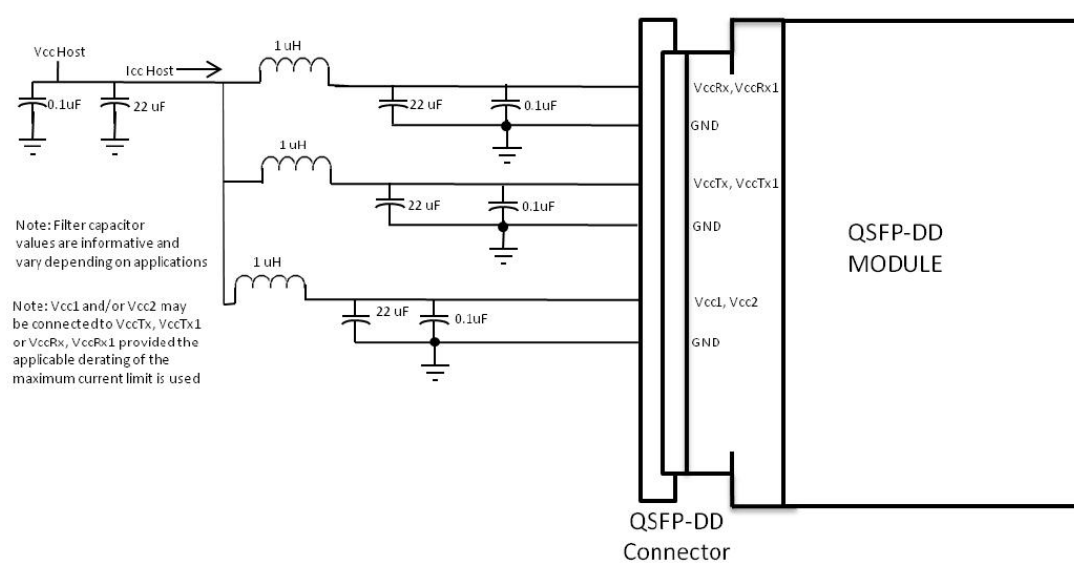 Vcc Host
Icc Host
0.1uF
22 uF
1 uH
22 uF
0.1uF
VccRx, VccRx1
GND
1 uH
22 uF
0.1uF
VccTx, VccTx1
GND
1 uH
22 uF
0.1uF
Vcc1, Vcc2
GND
Note: Filter capacitor
values are informative and
vary depending on applications
Note: Vcc1 and/or Vcc2 may
be connected to VccTx, VccTx1
or VccRx, VccRx1 provided the
applicable derating of the
maximum current limit is used
QSFP-DD
MODULE
QSFP-DD
Connector